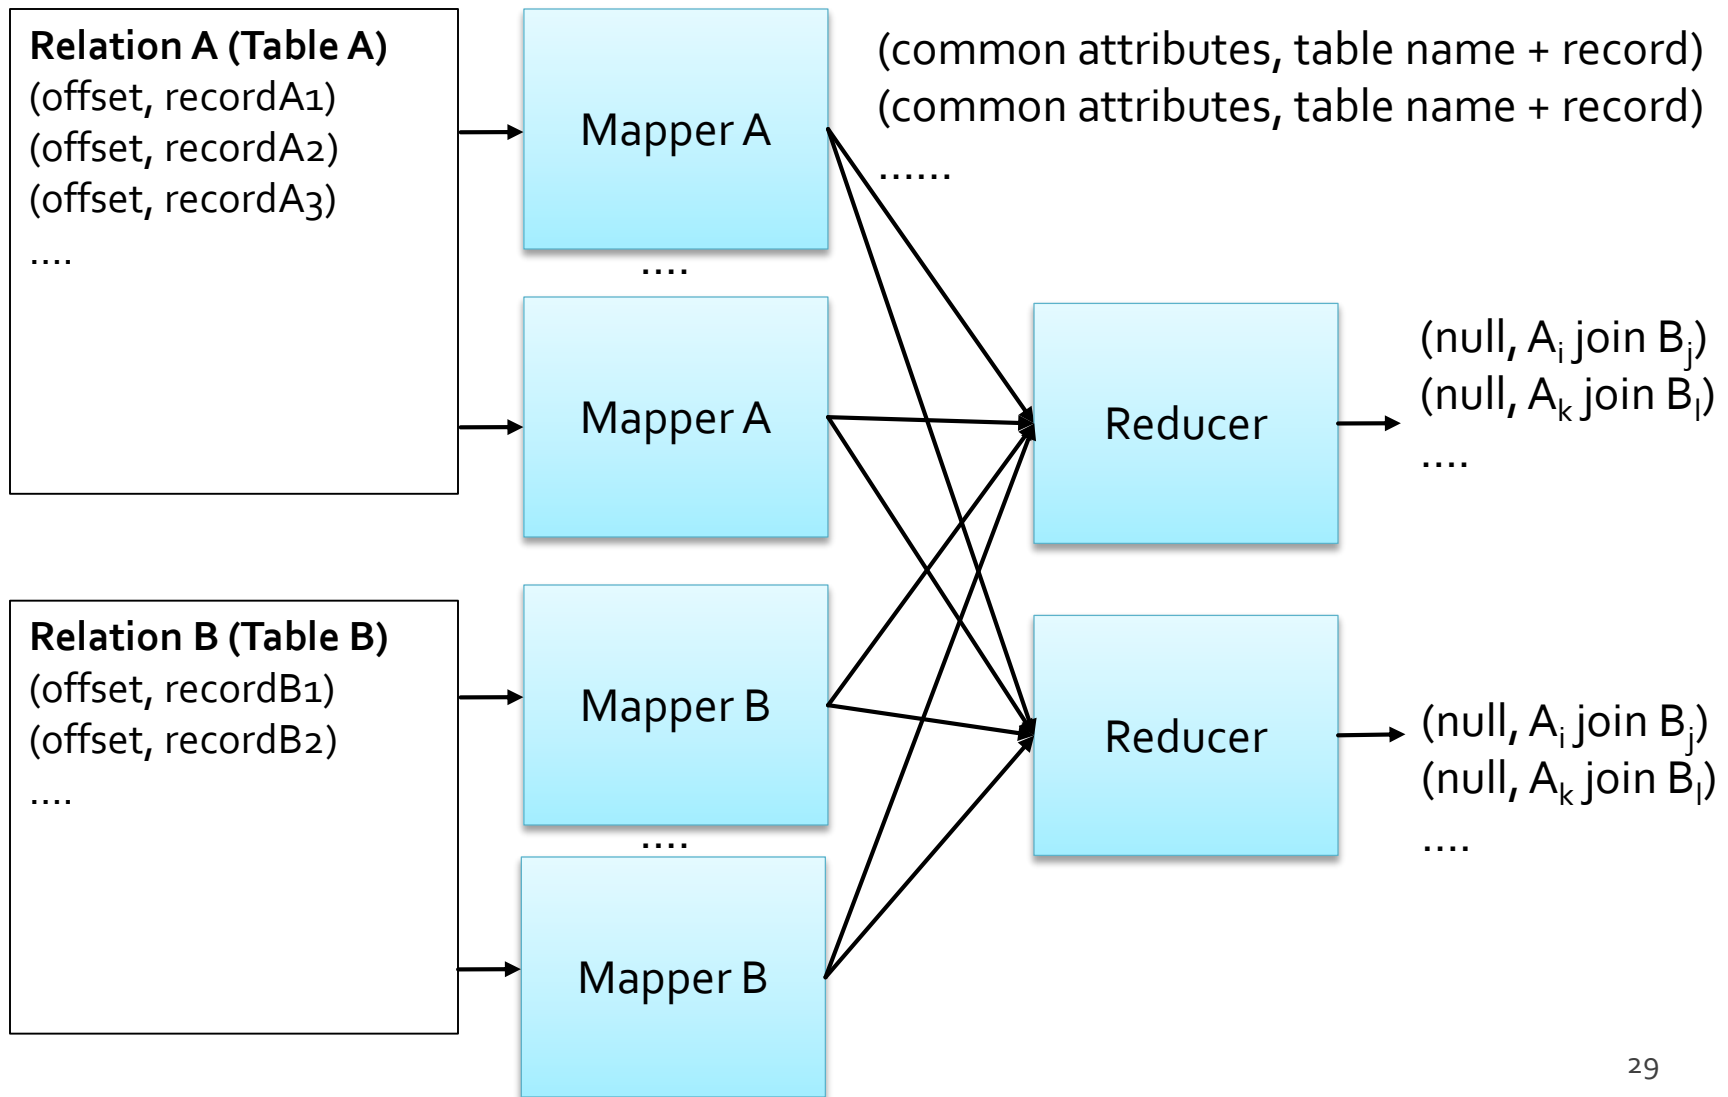 Relation A (Table A)
(offset, recordA1)
(offset, recordA2)
(offset, recordA3)
....
Mapper A
....
Mapper A
(common attributes, table name + record)
(common attributes, table name + record)
......
Reducer
(null, Ai join Bj)
(null, Ak join Bl)
....
Relation B (Table B)
(offset, recordB1)
(offset, recordB2)
....
Mapper B
....
Mapper B
Reducer
(null, Ai join Bj)
(null, Ak join Bl)
....
29